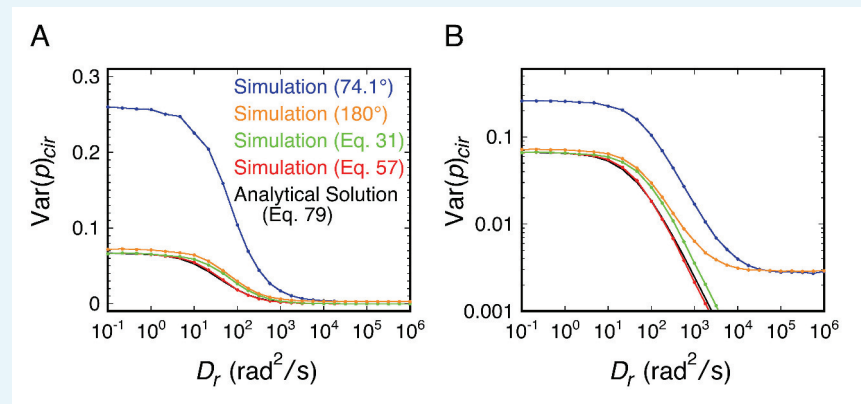 A
B
0.3
0.2
0.1
0
Var(p)cir
Simulation (74.1°)
Simulation (180°)
Simulation (Eq. 31)
Simulation (Eq. 57)
Analytical Solution
(Eq. 79)
10⁻¹ 10⁰ 10¹ 10² 10³ 10⁴ 10⁵ 10⁶
Dr (rad²/s)
0.1
0.01
0.001
Var(p)cir
10⁻¹ 10⁰ 10¹ 10² 10³ 10⁴ 10⁵ 10⁶
Dr (rad²/s)